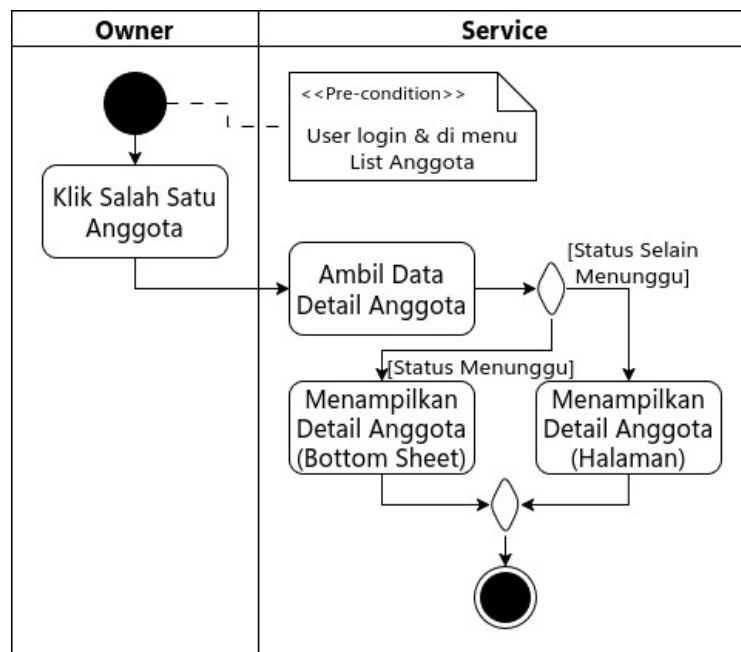 Owner
Service
<<Pre-condition>>
User login & di menu
List Anggota
Klik Salah Satu
Anggota
Ambil Data
Detail Anggota
[Status Selain
Menunggu]
[Status Menunggu]
Menampilkan
Detail Anggota
(Bottom Sheet)
Menampilkan
Detail Anggota
(Halaman)